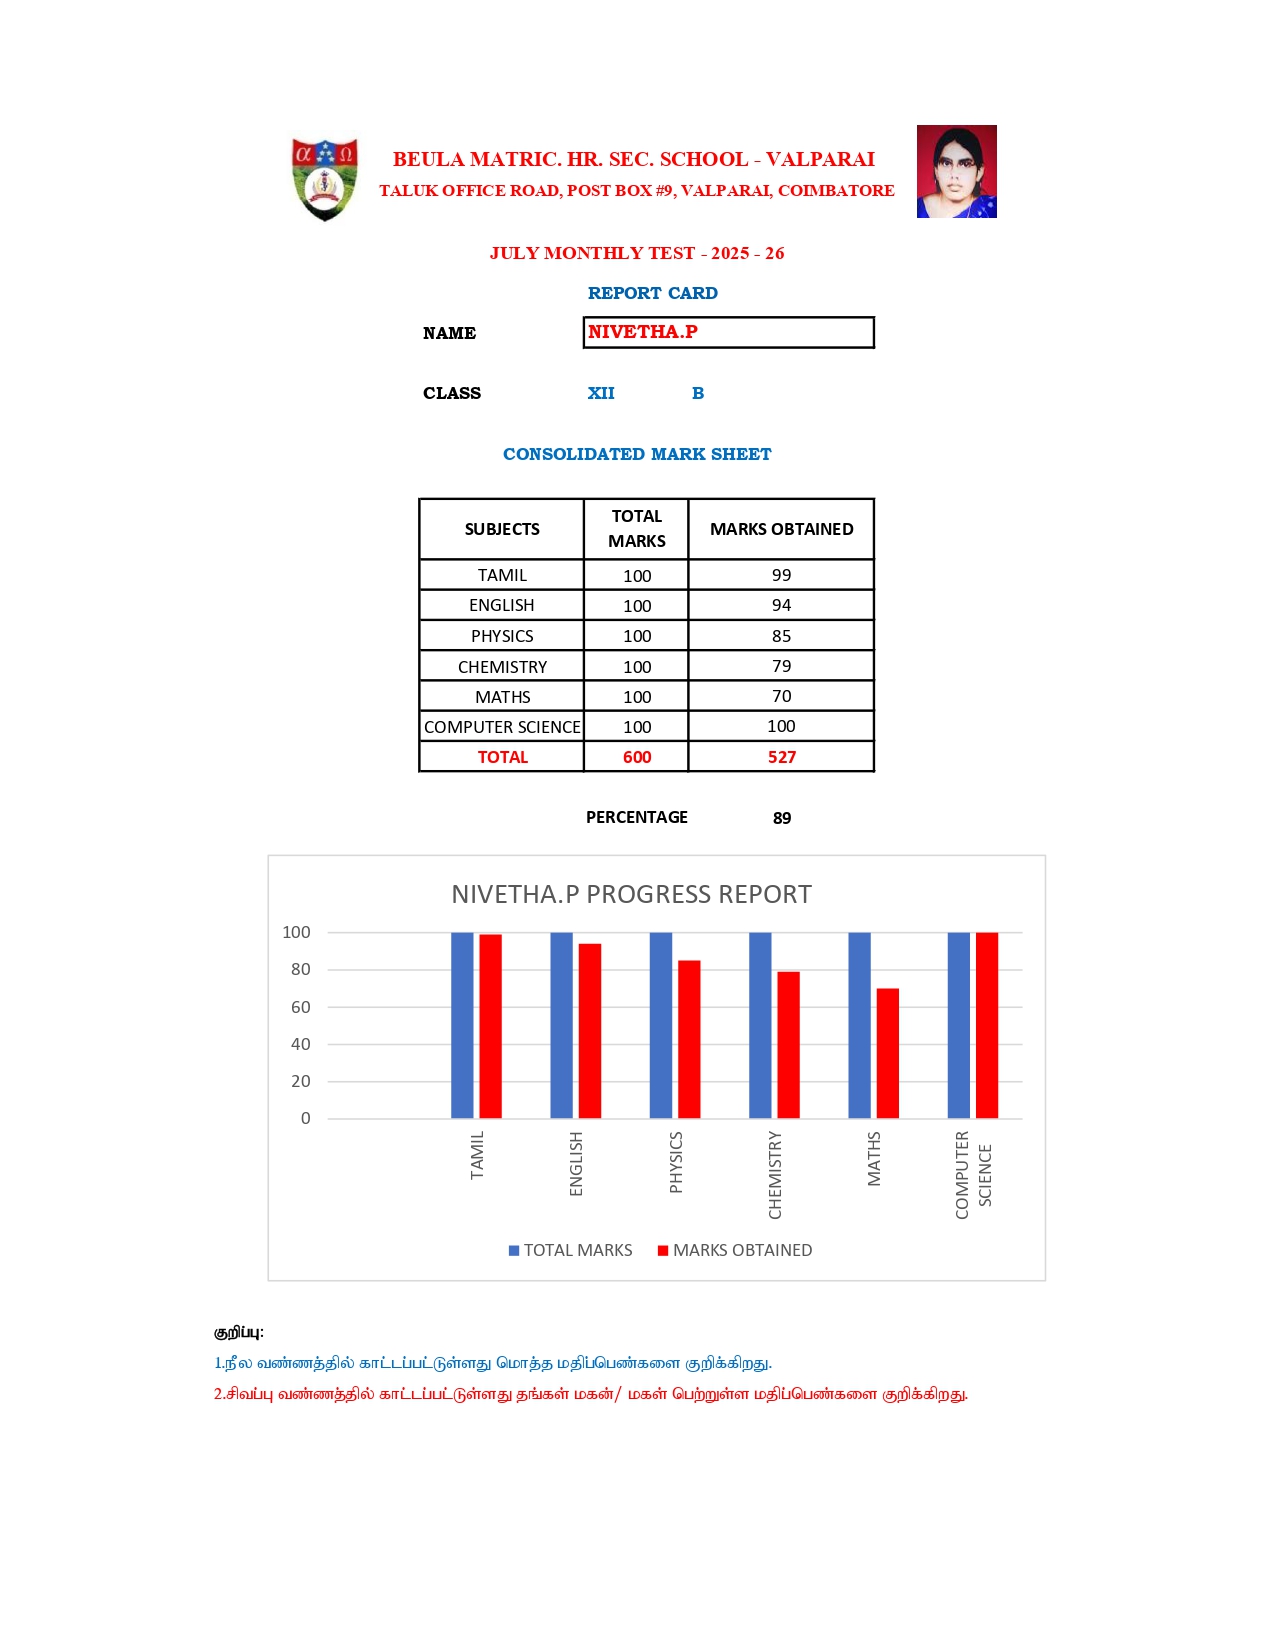 BEULA MATRIC. HR. SEC. SCHOOL - VALPARAI
TALUK OFFICE ROAD, POST BOX #9, VALPARAI, COIMBATORE
JULY MONTHLY TEST - 2025 - 26
REPORT CARD
NAME NIVETHA.P
CLASS XII B
CONSOLIDATED MARK SHEET
SUBJECTS TOTAL MARKS MARKS OBTAINED
TAMIL 100 99
ENGLISH 100 94
PHYSICS 100 85
CHEMISTRY 100 79
MATHS 100 70
COMPUTER SCIENCE 100 100
TOTAL 600 527
PERCENTAGE 89
NIVETHA.P PROGRESS REPORT
100
80
60
40
20
0
TAMIL
ENGLISH
PHYSICS
CHEMISTRY
MATHS
COMPUTER SCIENCE
TOTAL MARKS MARKS OBTAINED
குறிப்பு:
1.நீல வண்ணத்தில் காட்டப்பட்டுள்ளது மொத்த மதிப்பெண்களை குறிக்கிறது.
2.சிவப்பு வண்ணத்தில் காட்டப்பட்டுள்ளது தங்கள் மகன்/ மகள் பெற்றுள்ள மதிப்பெண்களை குறிக்கிறது.